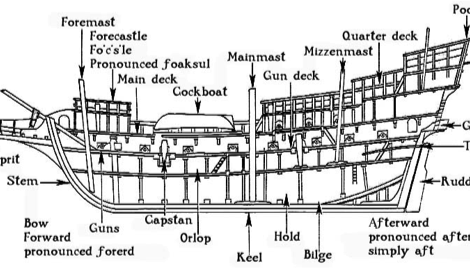 Foremast
Forecastle
Fo'c's'le
Pronounced foaksul
Main deck
Cockboat
Mainmast
Gun deck
Mizzenmast
Quarter deck
Poo
G
T
Rudd
prit
Stem
Bow
Forward
pronounced forerd
Guns
Capstan
Orlop
Keel
Hold
Bilge
Afterward
pronounced after
simply aft